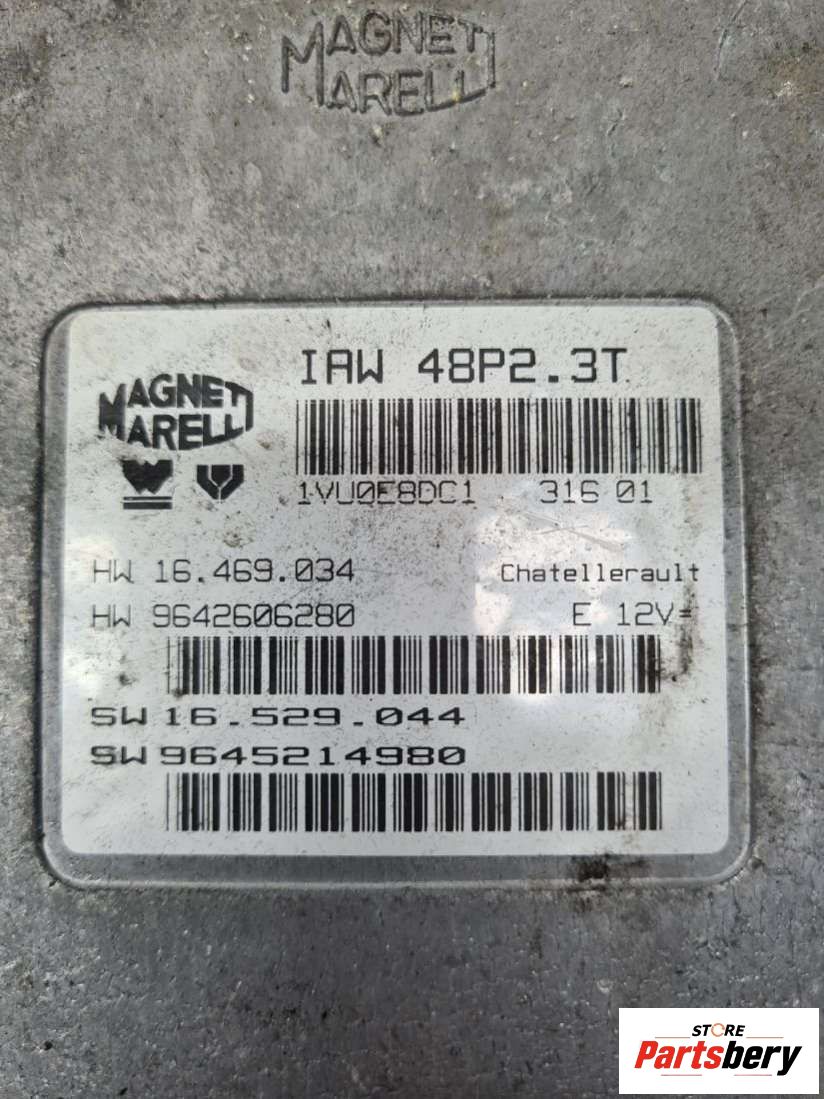 MAGNETI
MARELLI
IAW 48P2.3T
MAGNETI
MARELLI
1VU0E8DC1 316 01
HW 16.469.034 Chatellerault
HW 9642606280 E 12V=
SW 16.529.044
SW 9645214980
STORE
Partsbery